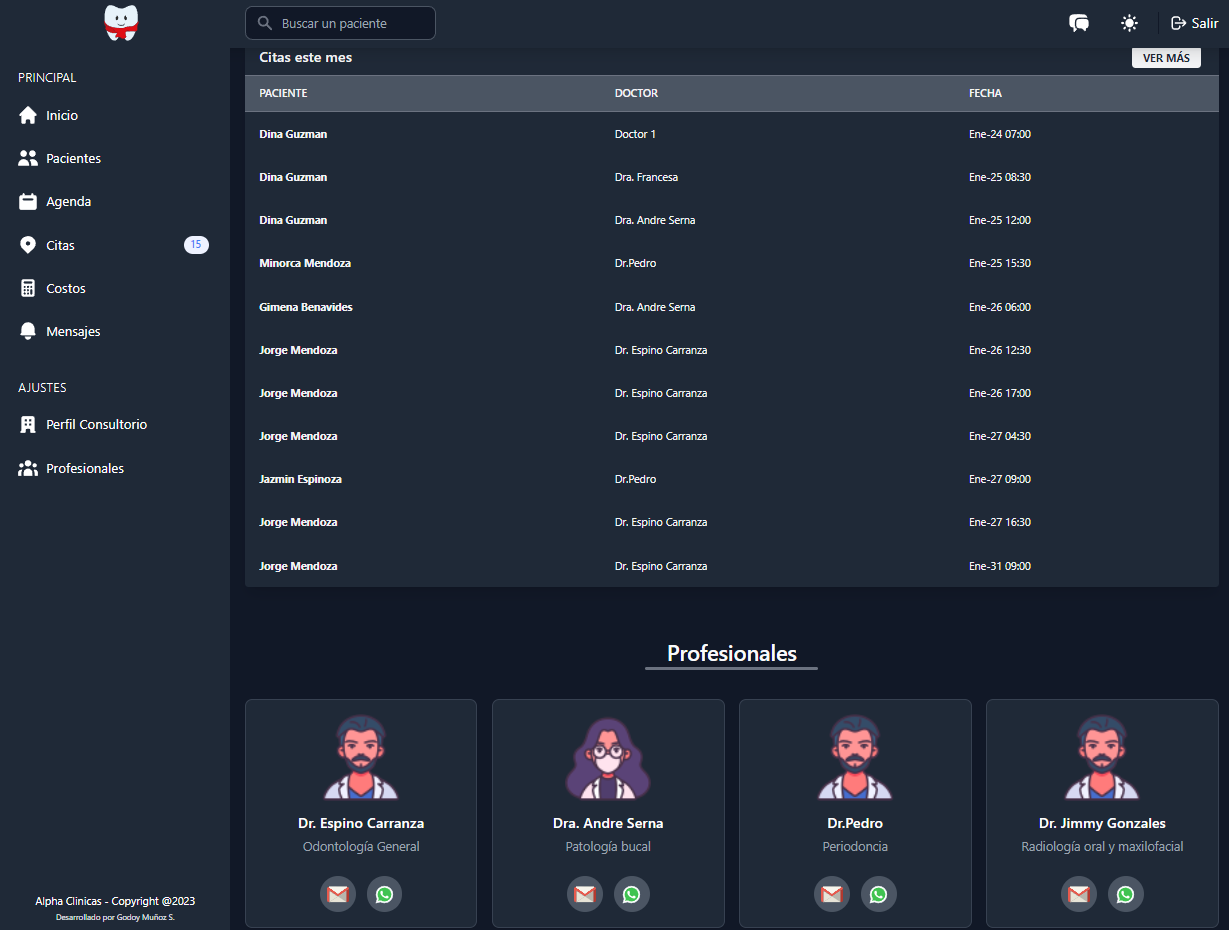 Buscar un paciente
Salir
PRINCIPAL
Inicio
Pacientes
Agenda
Citas 15
Costos
Mensajes
AJUSTES
Perfil Consultorio
Profesionales
Alpha Clinicas - Copyright @2023
Desarrollado por Godoy Muñoz S.
Citas este mes VER MÁS
PACIENTE DOCTOR FECHA
Dina Guzman Doctor 1 Ene-24 07:00
Dina Guzman Dra. Francesa Ene-25 08:30
Dina Guzman Dra. Andre Serna Ene-25 12:00
Minorca Mendoza Dr.Pedro Ene-25 15:30
Gimena Benavides Dra. Andre Serna Ene-26 06:00
Jorge Mendoza Dr. Espino Carranza Ene-26 12:30
Jorge Mendoza Dr. Espino Carranza Ene-26 17:00
Jorge Mendoza Dr. Espino Carranza Ene-27 04:30
Jazmin Espinoza Dr.Pedro Ene-27 09:00
Jorge Mendoza Dr. Espino Carranza Ene-27 16:30
Jorge Mendoza Dr. Espino Carranza Ene-31 09:00
Profesionales
Dr. Espino Carranza
Odontología General
Dra. Andre Serna
Patología bucal
Dr.Pedro
Periodoncia
Dr. Jimmy Gonzales
Radiología oral y maxilofacial